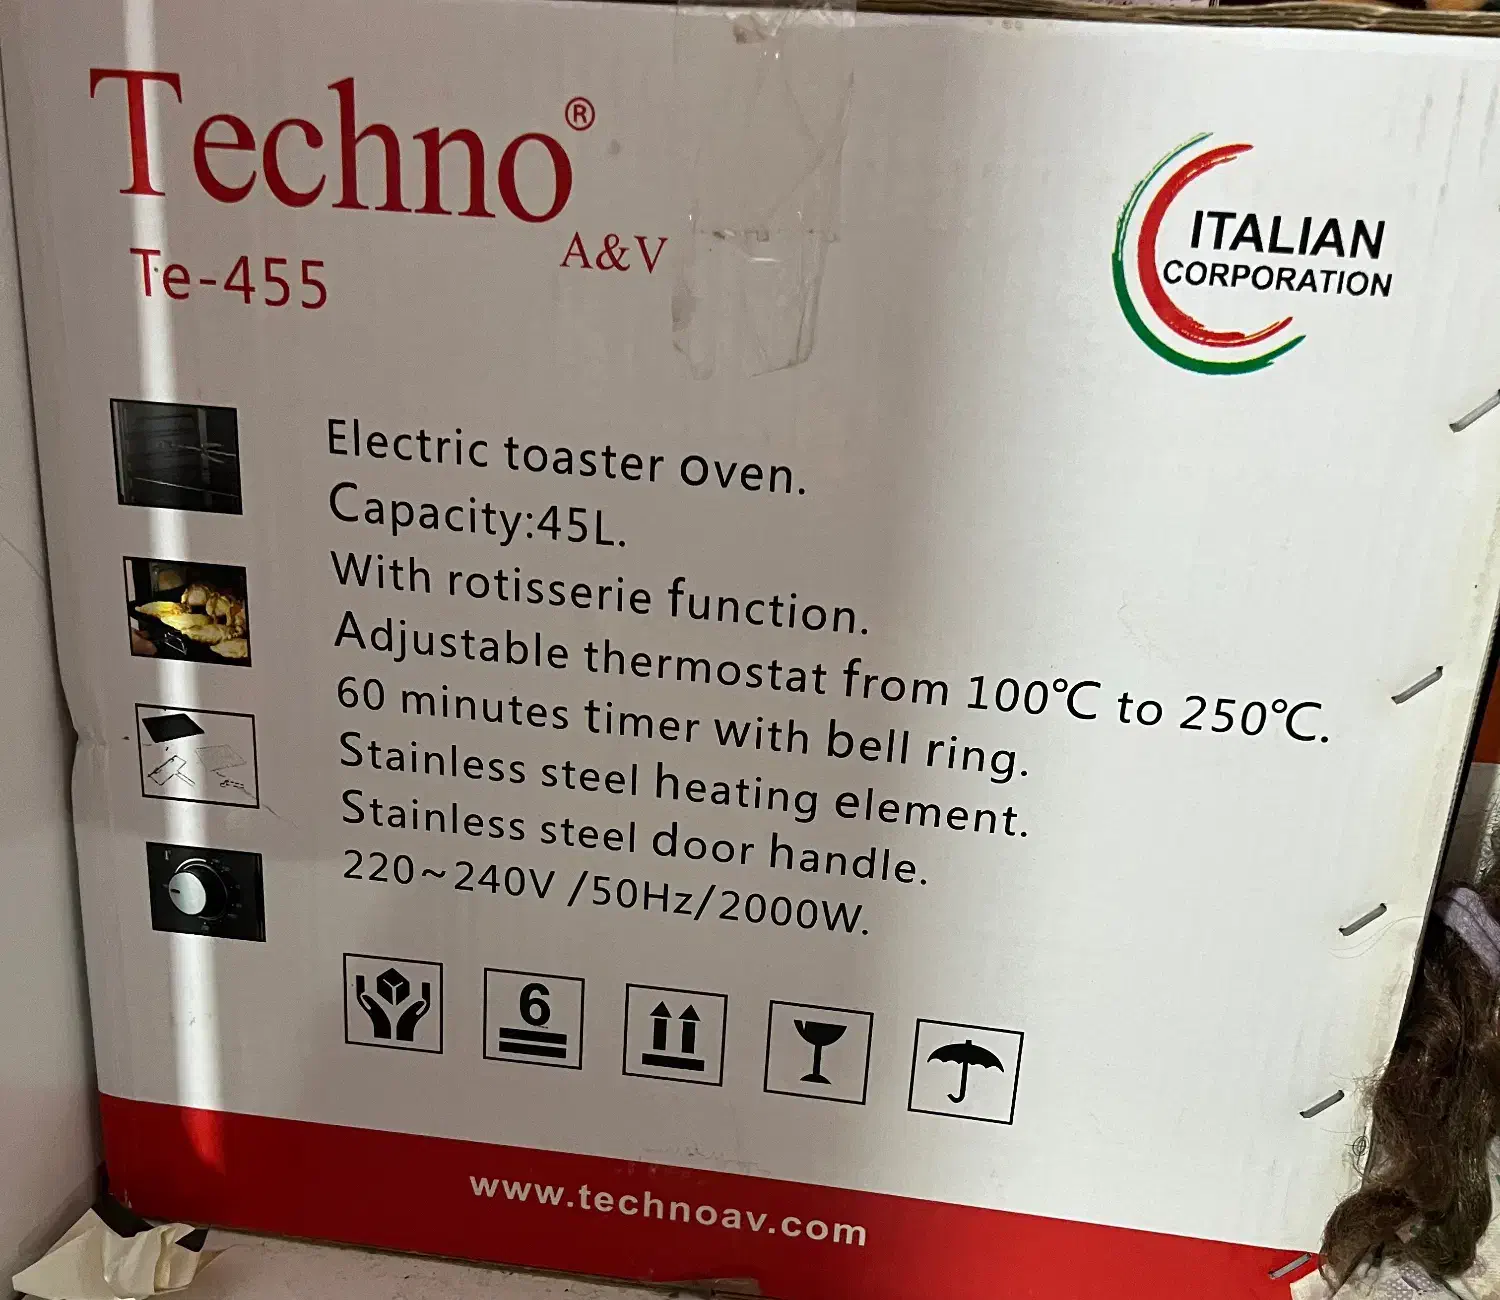 Techno®
A&V
Te-455
ITALIAN
CORPORATION
Electric toaster oven.
Capacity:45L.
With rotisserie function.
Adjustable thermostat from 100℃ to 250℃.
60 minutes timer with bell ring.
Stainless steel heating element.
Stainless steel door handle.
220~240V /50Hz/2000W.
6
www.technoav.com